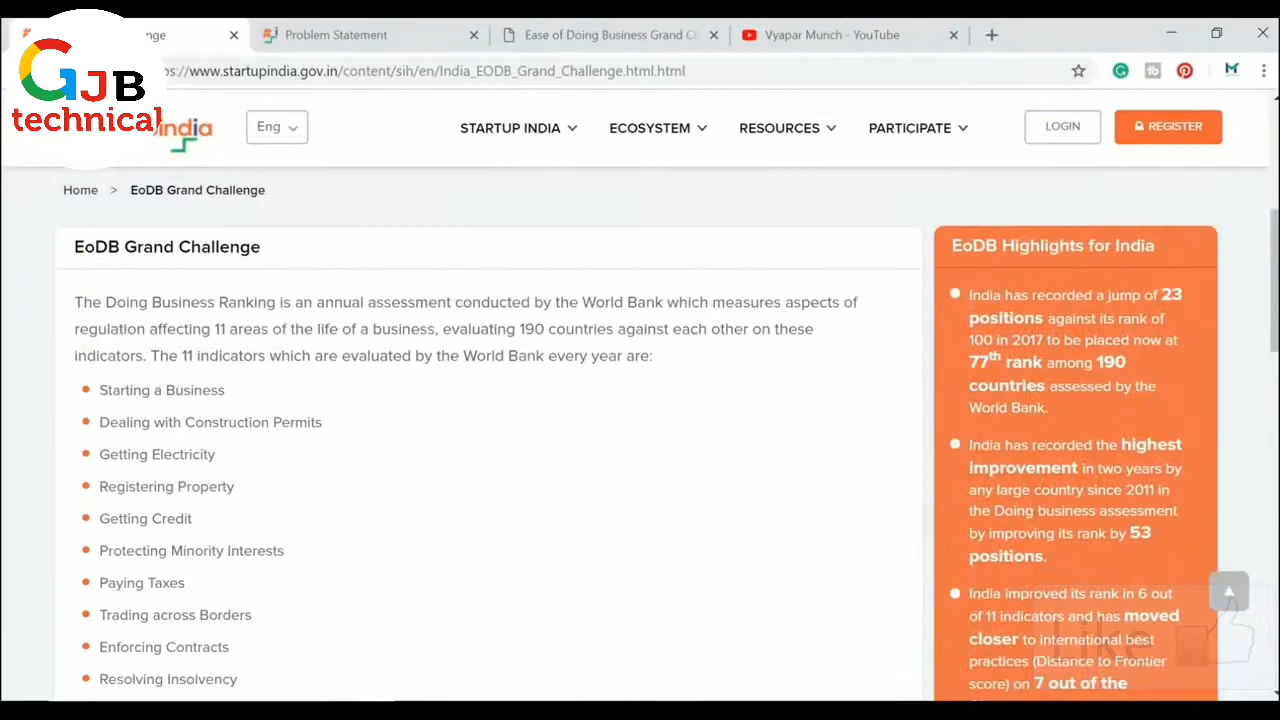 nge
Problem Statement
Ease of Doing Business Grand C
Vyapar Munch - YouTube
GJB
technical
ps://www.startupindia.gov.in/content/sih/en/India_EODB_Grand_Challenge.html.html
india
Eng
STARTUP INDIA
ECOSYSTEM
RESOURCES
PARTICIPATE
LOGIN
REGISTER
Home > EoDB Grand Challenge
EoDB Grand Challenge
The Doing Business Ranking is an annual assessment conducted by the World Bank which measures aspects of
regulation affecting 11 areas of the life of a business, evaluating 190 countries against each other on these
indicators. The 11 indicators which are evaluated by the World Bank every year are:
Starting a Business
Dealing with Construction Permits
Getting Electricity
Registering Property
Getting Credit
Protecting Minority Interests
Paying Taxes
Trading across Borders
Enforcing Contracts
Resolving Insolvency
EoDB Highlights for India
India has recorded a jump of 23
positions against its rank of
100 in 2017 to be placed now at
77th rank among 190
countries assessed by the
World Bank.
India has recorded the highest
improvement in two years by
any large country since 2011 in
the Doing business assessment
by improving its rank by 53
positions.
India improved its rank in 6 out
of 11 indicators and has moved
closer to international best
practices (Distance to Frontier
score) on 7 out of the
Like